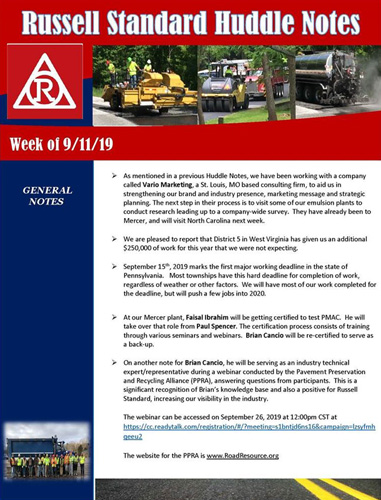 Russell Standard Huddle Notes
R
Week of 9/11/19
GENERAL
NOTES
➢ As mentioned in a previous Huddle Notes, we have been working with a company
called Vario Marketing, a St. Louis, MO based consulting firm, to aid us in
strengthening our brand and industry presence, marketing message and strategic
planning. The next step in their process is to visit some of our emulsion plants to
conduct research leading up to a company-wide survey. They have already been to
Mercer, and will visit North Carolina next week.
➢ We are pleased to report that District 5 in West Virginia has given us an additional
$250,000 of work for this year that we were not expecting.
➢ September 15th, 2019 marks the first major working deadline in the state of
Pennsylvania. Most townships have this hard deadline for completion of work,
regardless of weather or other factors. We will have most of our work completed for
the deadline, but will push a few jobs into 2020.
➢ At our Mercer plant, Faisal Ibrahim will be getting certified to test PMAC. He will
take over that role from Paul Spencer. The certification process consists of training
through various seminars and webinars. Brian Cancio will be re-certified to serve as
a back-up.
➢ On another note for Brian Cancio, he will be serving as an industry technical
expert/representative during a webinar conducted by the Pavement Preservation
and Recycling Alliance (PPRA), answering questions from participants. This is a
significant recognition of Brian's knowledge base and also a positive for Russell
Standard, increasing our visibility in the industry.
The webinar can be accessed on September 26, 2019 at 12:00pm CST at
https://cc.readytalk.com/registration/#/?meeting=s1bntjd6ns16&campaign=lzsyfmh
qeeu2
The website for the PPRA is www.RoadResource.org